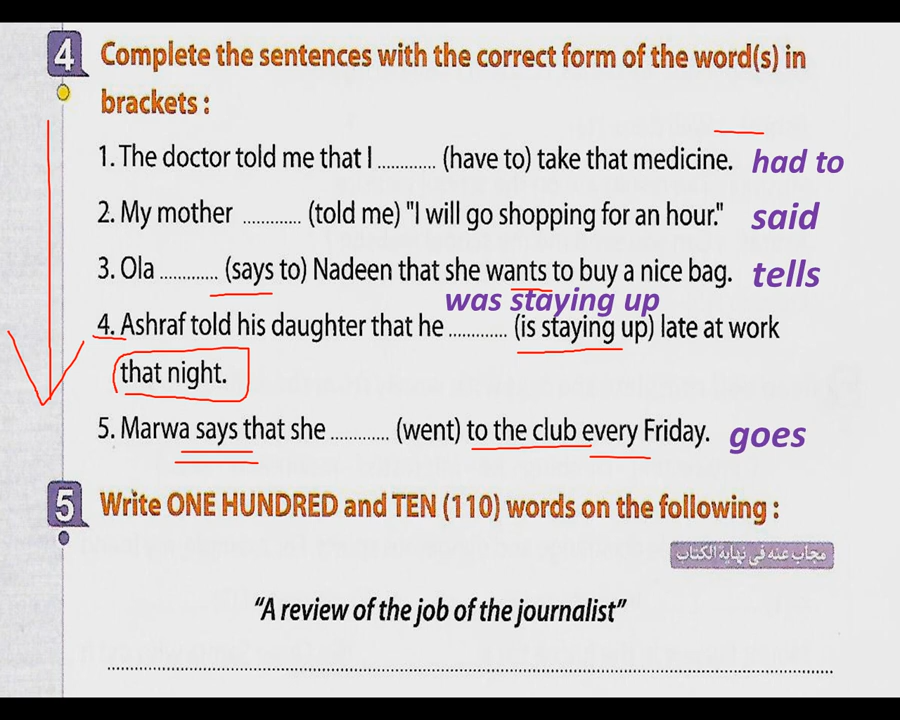 4 Complete the sentences with the correct form of the word(s) in
brackets :
1. The doctor told me that I ............ (have to) take that medicine. had to
2. My mother ............ (told me) "I will go shopping for an hour." said
3. Ola ............ (says to) Nadeen that she wants to buy a nice bag. tells
was staying up
4. Ashraf told his daughter that he ............ (is staying up) late at work
that night.
5. Marwa says that she ............ (went) to the club every Friday. goes
5 Write ONE HUNDRED and TEN (110) words on the following :
مجاب عنه في نهاية الكتاب
"A review of the job of the journalist"